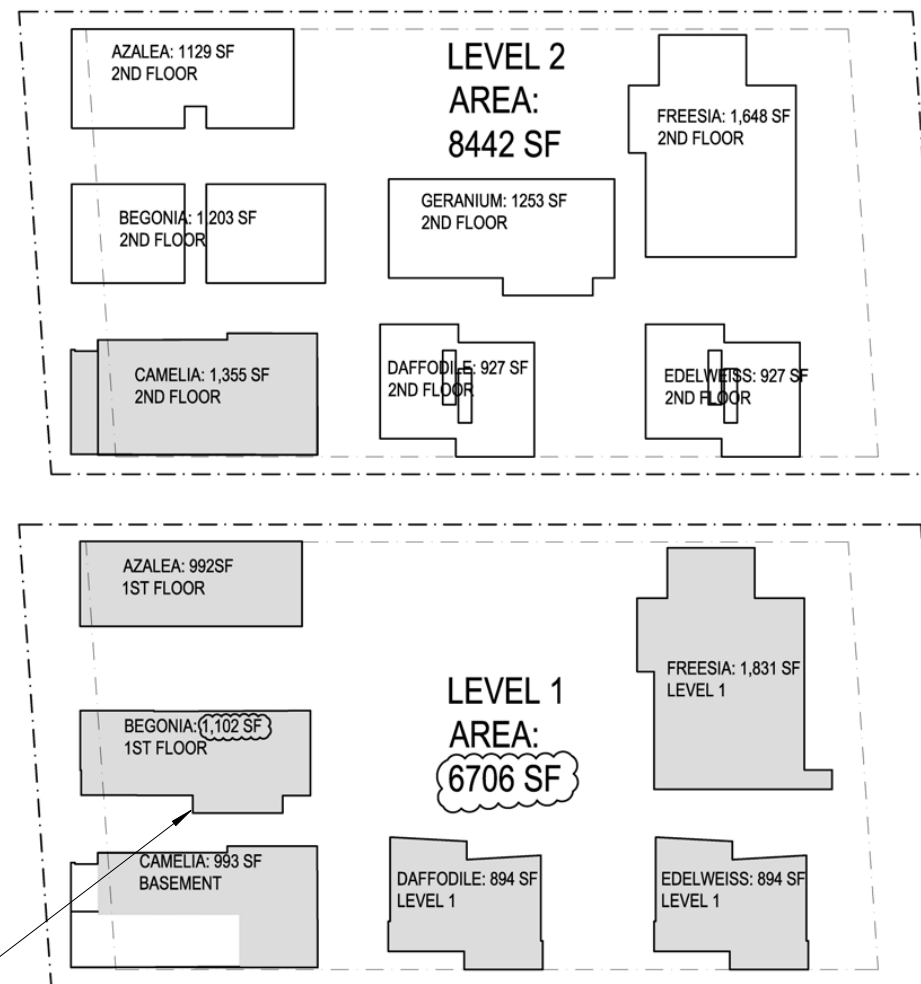 AZALEA: 1129 SF
2ND FLOOR
LEVEL 2
AREA:
8442 SF
FREESIA: 1,648 SF
2ND FLOOR
BEGONIA: 1,203 SF
2ND FLOOR
GERANIUM: 1253 SF
2ND FLOOR
CAMELIA: 1,355 SF
2ND FLOOR
DAFFODILE: 927 SF
2ND FLOOR
EDELWEISS: 927 SF
2ND FLOOR
AZALEA: 992SF
1ST FLOOR
LEVEL 1
AREA:
6706 SF
FREESIA: 1,831 SF
LEVEL 1
BEGONIA: 1,102 SF
1ST FLOOR
CAMELIA: 993 SF
BASEMENT
DAFFODILE: 894 SF
LEVEL 1
EDELWEISS: 894 SF
LEVEL 1